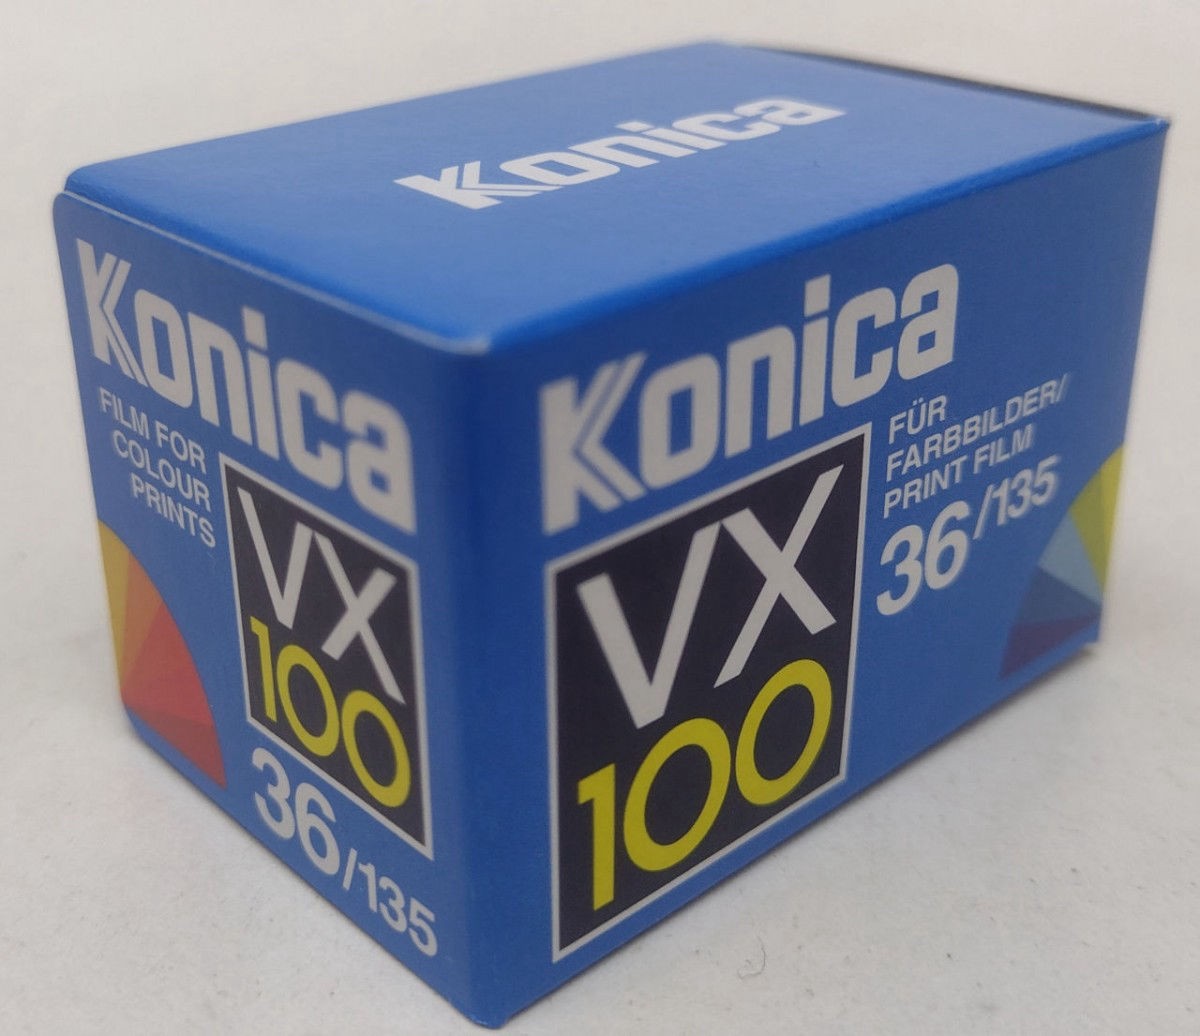 Konica
Konica
FILM FOR
COLOUR
PRINTS
VX
100
36/135
Konica
VX
100
FÜR
FARBBILDER/
PRINT FILM
36/135